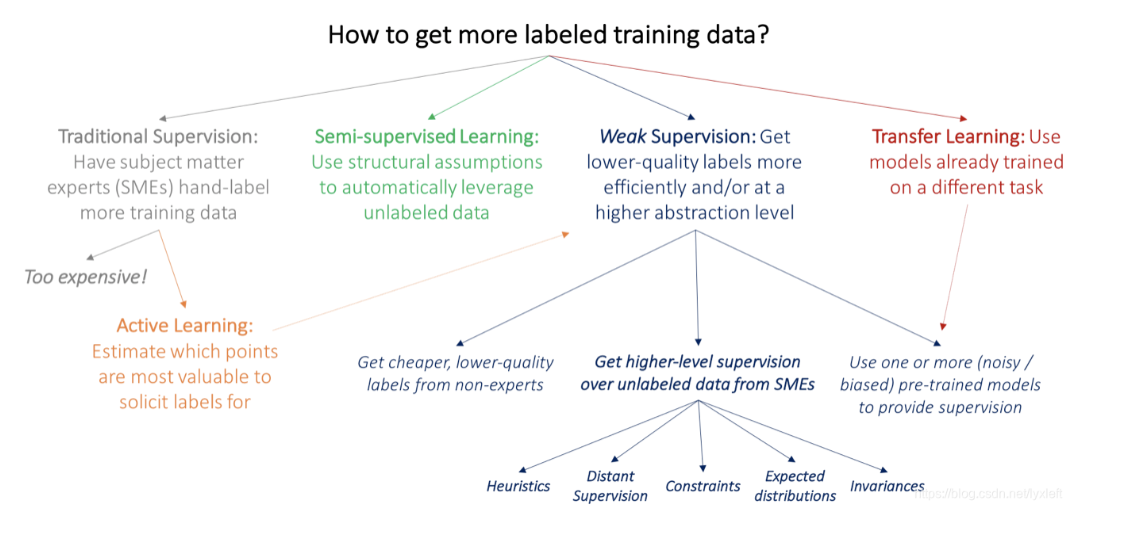 How to get more labeled training data?
Traditional Supervision:
Have subject matter
experts (SMEs) hand-label
more training data
Semi-supervised Learning:
Use structural assumptions
to automatically leverage
unlabeled data
Weak Supervision: Get
lower-quality labels more
efficiently and/or at a
higher abstraction level
Transfer Learning: Use
models already trained
on a different task
Too expensive!
Active Learning:
Estimate which points
are most valuable to
solicit labels for
Get cheaper, lower-quality
labels from non-experts
Get higher-level supervision
over unlabeled data from SMEs
Use one or more (noisy /
biased) pre-trained models
to provide supervision
Heuristics
Distant
Supervision
Constraints
Expected
distributions
Invariances